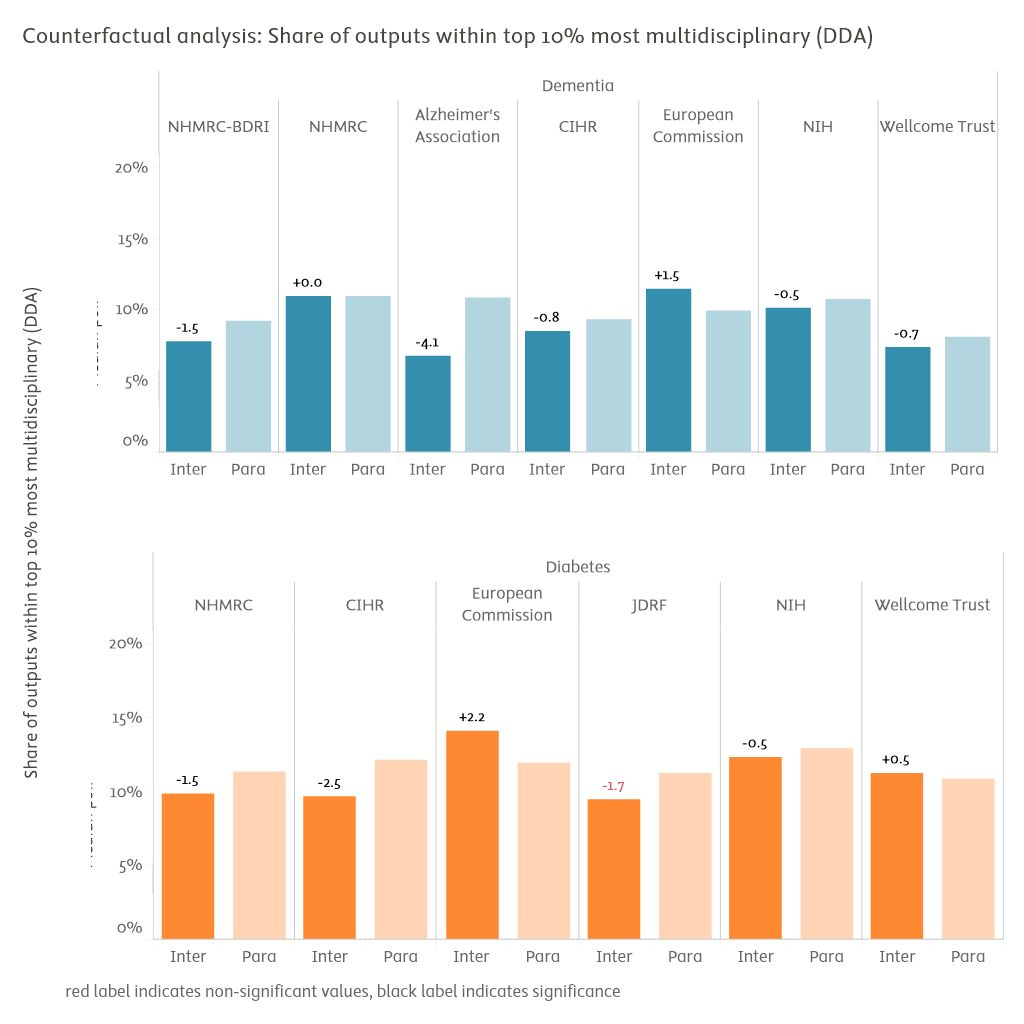 Counterfactual analysis: Share of outputs within top 10% most multidisciplinary (DDA)
Share of outputs within top 10% most multidisciplinary (DDA)
Dementia
NHMRC-BDRI
NHMRC
Alzheimer's
Association
CIHR
European
Commission
NIH
Wellcome Trust
20%
15%
10%
5%
0%
-1.5
+0.0
-4.1
-0.8
+1.5
-0.5
-0.7
Inter Para Inter Para Inter Para Inter Para Inter Para Inter Para Inter Para
Diabetes
NHMRC
CIHR
European
Commission
JDRF
NIH
Wellcome Trust
20%
15%
10%
5%
0%
-1.5
-2.5
+2.2
-1.7
-0.5
+0.5
Inter Para Inter Para Inter Para Inter Para Inter Para Inter Para
red label indicates non-significant values, black label indicates significance